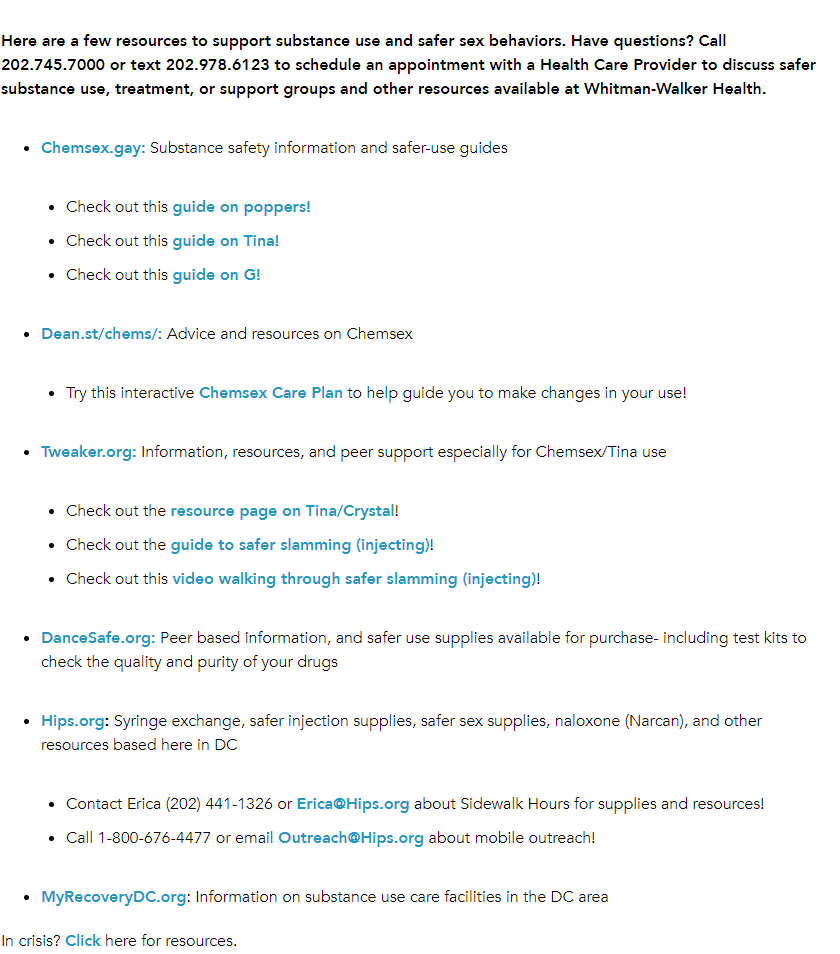 Here are a few resources to support substance use and safer sex behaviors. Have questions? Call
202.745.7000 or text 202.978.6123 to schedule an appointment with a Health Care Provider to discuss safer
substance use, treatment, or support groups and other resources available at Whitman-Walker Health.
• Chemsex.gay: Substance safety information and safer-use guides
• Check out this guide on poppers!
• Check out this guide on Tina!
• Check out this guide on G!
• Dean.st/chems/: Advice and resources on Chemsex
• Try this interactive Chemsex Care Plan to help guide you to make changes in your use!
• Tweaker.org: Information, resources, and peer support especially for Chemsex/Tina use
• Check out the resource page on Tina/Crystal!
• Check out the guide to safer slamming (injecting)!
• Check out this video walking through safer slamming (injecting)!
• DanceSafe.org: Peer based information, and safer use supplies available for purchase- including test kits to
check the quality and purity of your drugs
• Hips.org: Syringe exchange, safer injection supplies, safer sex supplies, naloxone (Narcan), and other
resources based here in DC
• Contact Erica (202) 441-1326 or Erica@Hips.org about Sidewalk Hours for supplies and resources!
• Call 1-800-676-4477 or email Outreach@Hips.org about mobile outreach!
• MyRecoveryDC.org: Information on substance use care facilities in the DC area
In crisis? Click here for resources.